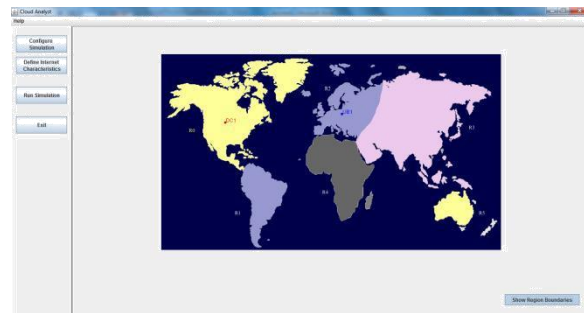 Cloud Analyst
Help
Configure
Simulation
Define Internet
Characteristics
Run Simulation
Exit
R2
DC1
UB1
R0
R3
R4
R1
R5
Show Region Boundaries